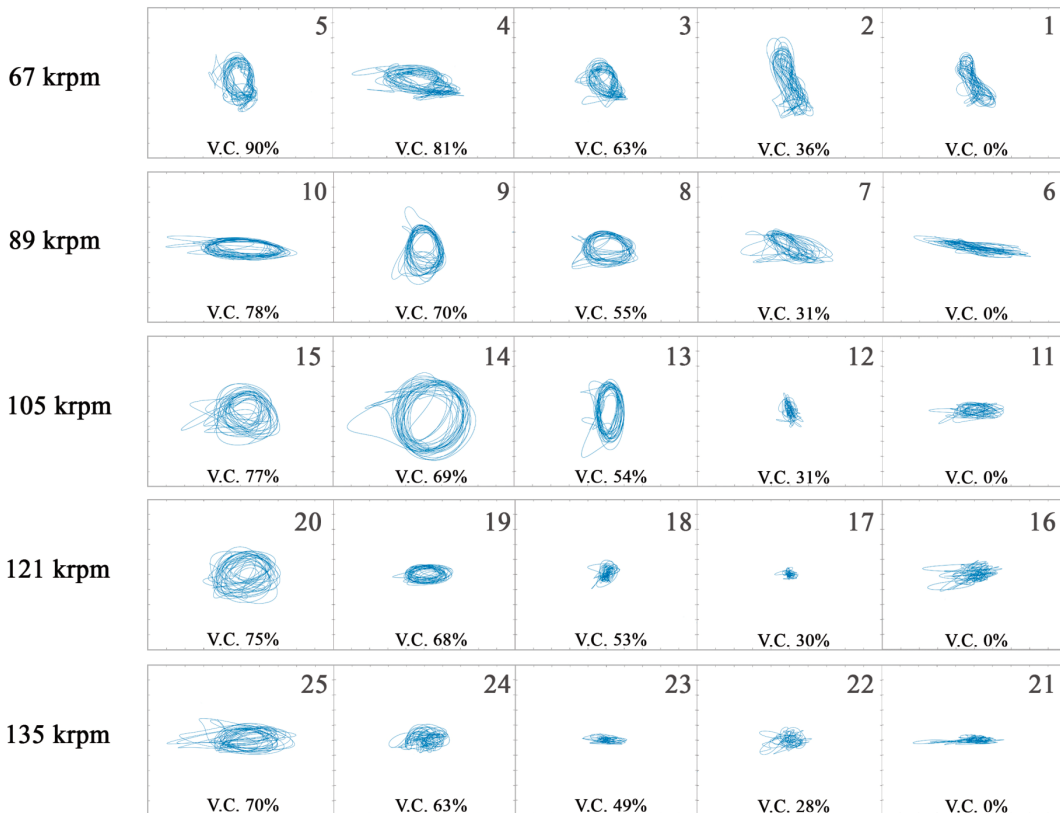 5 4 3 2 1
67 krpm
V.C. 90% V.C. 81% V.C. 63% V.C. 36% V.C. 0%
10 9 8 7 6
89 krpm
V.C. 78% V.C. 70% V.C. 55% V.C. 31% V.C. 0%
15 14 13 12 11
105 krpm
V.C. 77% V.C. 69% V.C. 54% V.C. 31% V.C. 0%
20 19 18 17 16
121 krpm
V.C. 75% V.C. 68% V.C. 53% V.C. 30% V.C. 0%
25 24 23 22 21
135 krpm
V.C. 70% V.C. 63% V.C. 49% V.C. 28% V.C. 0%